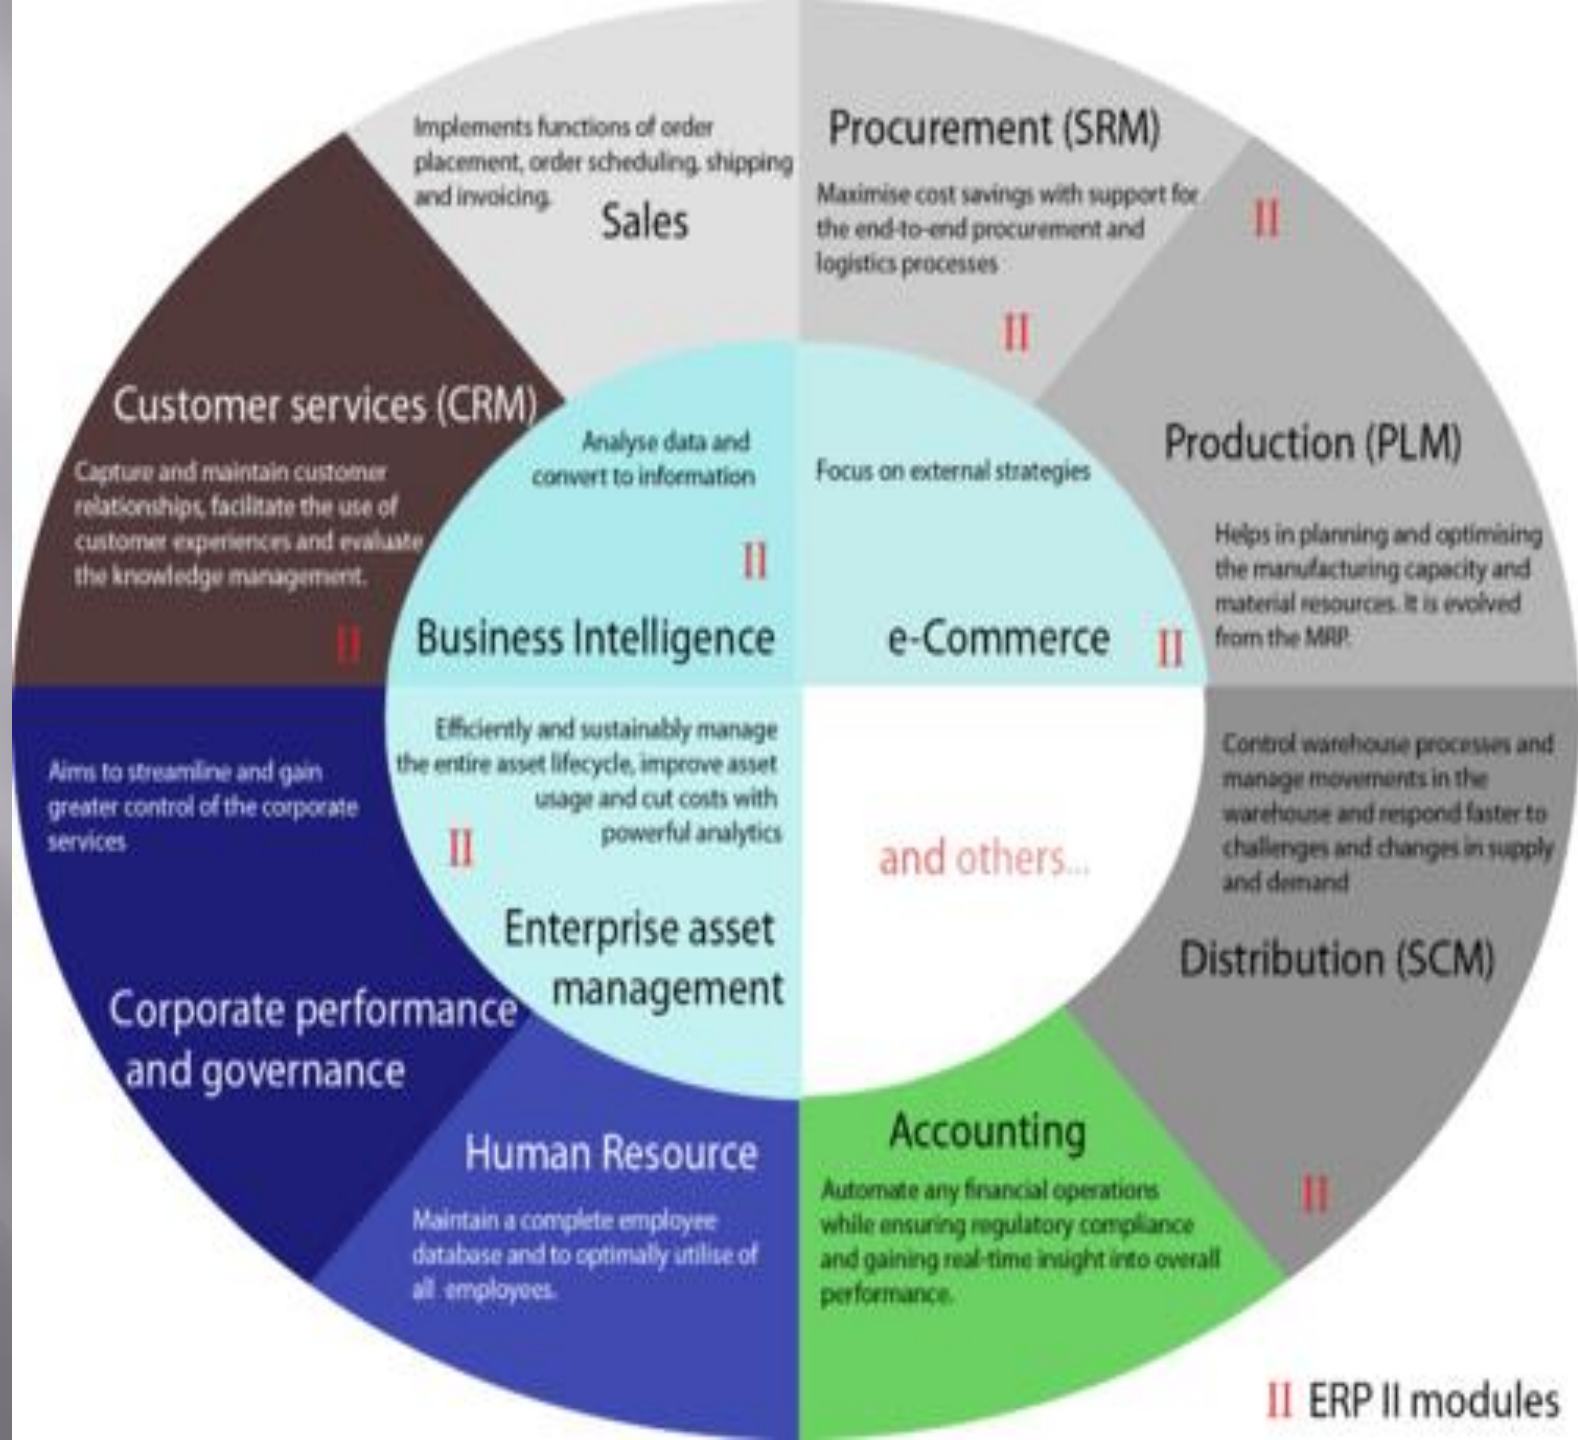 Implements functions of order
placement, order scheduling, shipping
and invoicing.
Sales
Procurement (SRM)
Maximise cost savings with support for
the end-to-end procurement and
logistics processes
II
II
Production (PLM)
Helps in planning and optimising
the manufacturing capacity and
material resources. It is evolved
from the MRP.
Customer services (CRM)
Capture and maintain customer
relationships, facilitate the use of
customer experiences and evaluate
the knowledge management.
II
Analyse data and
convert to information
II
Business Intelligence
Focus on external strategies
e-Commerce
II
Efficiently and sustainably manage
the entire asset lifecycle, improve asset
usage and cut costs with
powerful analytics
II
Enterprise asset
management
and others...
Control warehouse processes and
manage movements in the
warehouse and respond faster to
challenges and changes in supply
and demand
Distribution (SCM)
II
Aims to streamline and gain
greater control of the corporate
services
Corporate performance
and governance
Human Resource
Maintain a complete employee
database and to optimally utilise of
all employees.
Accounting
Automate any financial operations
while ensuring regulatory compliance
and gaining real-time insight into overall
performance.
II ERP II modules